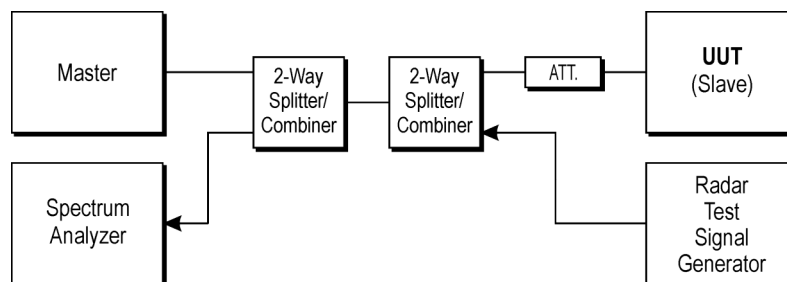 Master
2-Way
Splitter/
Combiner
2-Way
Splitter/
Combiner
ATT.
UUT
(Slave)
Spectrum
Analyzer
Radar
Test
Signal
Generator